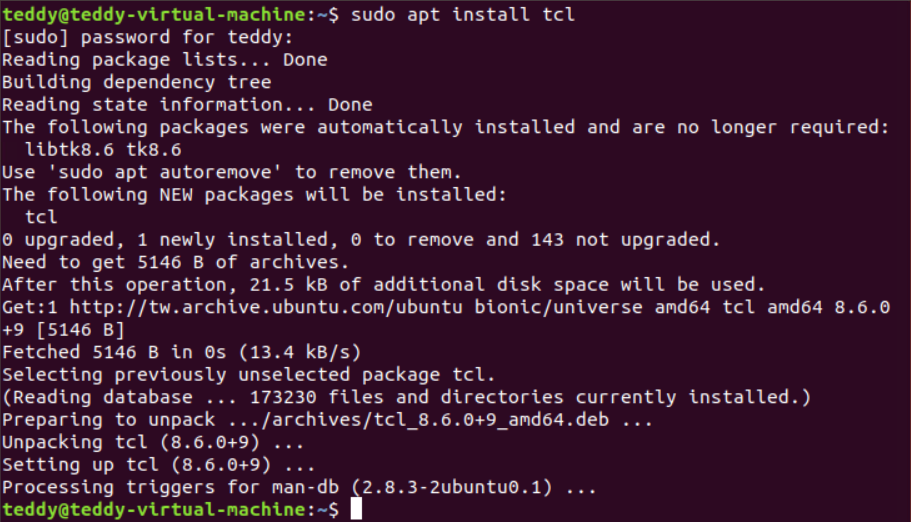 teddy@teddy-virtual-machine:~$ sudo apt install tcl
[sudo] password for teddy:
Reading package lists... Done
Building dependency tree
Reading state information... Done
The following packages were automatically installed and are no longer required:
  libtk8.6 tk8.6
Use 'sudo apt autoremove' to remove them.
The following NEW packages will be installed:
  tcl
0 upgraded, 1 newly installed, 0 to remove and 143 not upgraded.
Need to get 5146 B of archives.
After this operation, 21.5 kB of additional disk space will be used.
Get:1 http://tw.archive.ubuntu.com/ubuntu bionic/universe amd64 tcl amd64 8.6.0
+9 [5146 B]
Fetched 5146 B in 0s (13.4 kB/s)
Selecting previously unselected package tcl.
(Reading database ... 173230 files and directories currently installed.)
Preparing to unpack .../archives/tcl_8.6.0+9_amd64.deb ...
Unpacking tcl (8.6.0+9) ...
Setting up tcl (8.6.0+9) ...
Processing triggers for man-db (2.8.3-2ubuntu0.1) ...
teddy@teddy-virtual-machine:~$